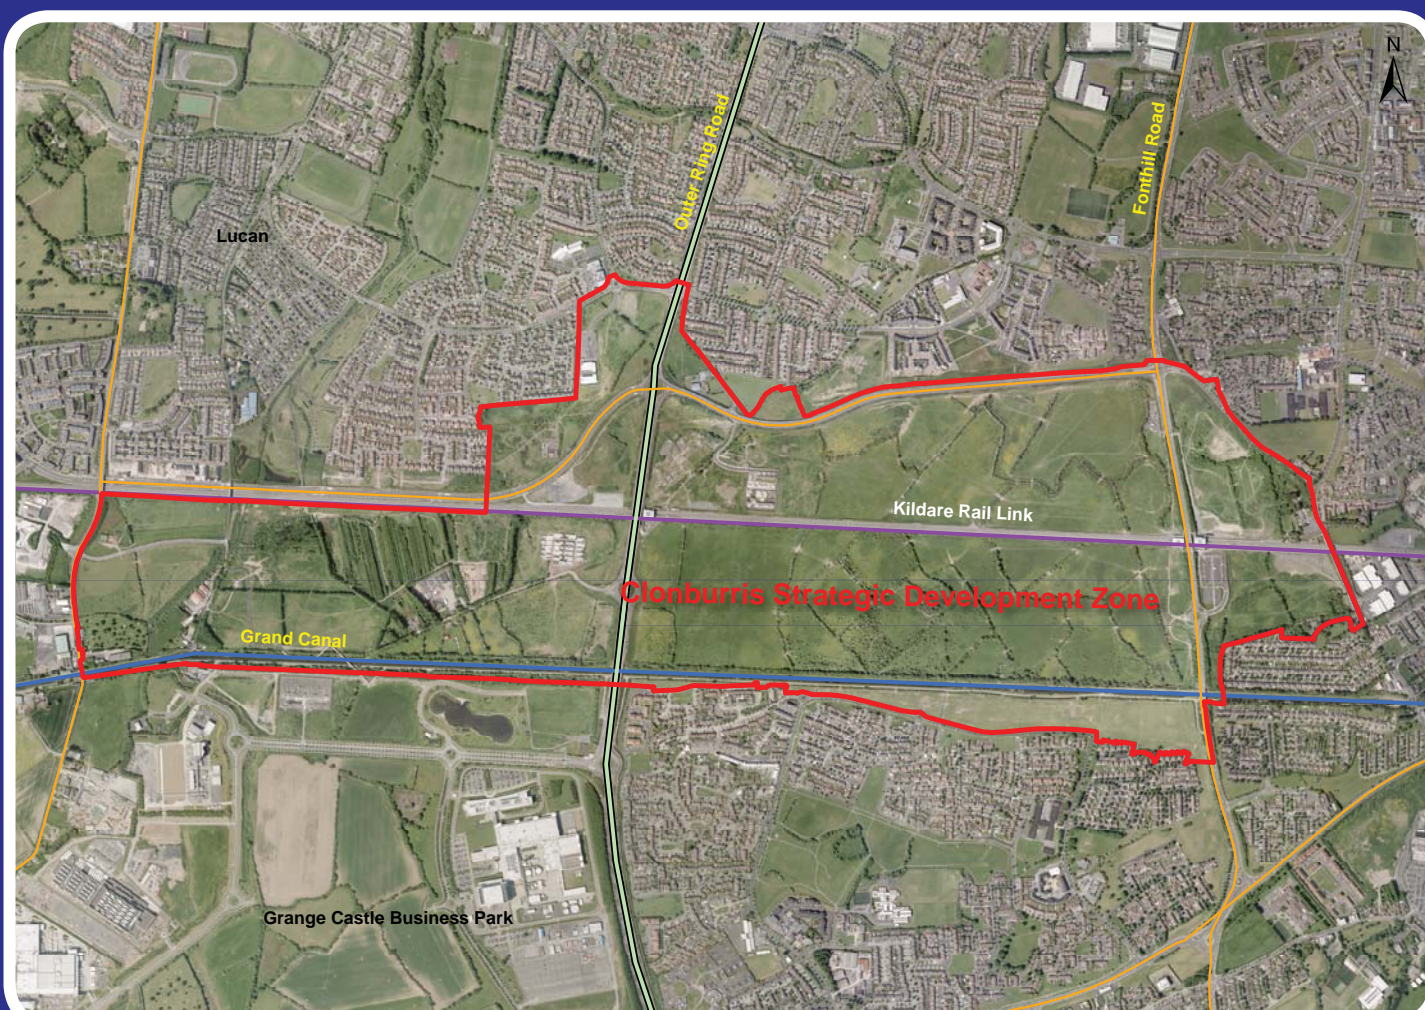 N
Outer Ring Road
Fonthill Road
Lucan
Kildare Rail Link
Clonburris Strategic Development Zone
Grand Canal
Grange Castle Business Park